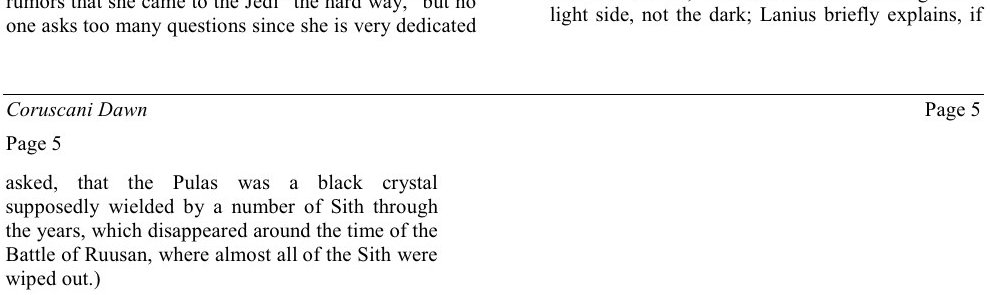 rumors that she came to the Jedi "the hard way," but no
one asks too many questions since she is very dedicated
light side, not the dark; Lanius briefly explains, if
Coruscani Dawn Page 5
Page 5
asked, that the Pulas was a black crystal
supposedly wielded by a number of Sith through
the years, which disappeared around the time of the
Battle of Ruusan, where almost all of the Sith were
wiped out.)